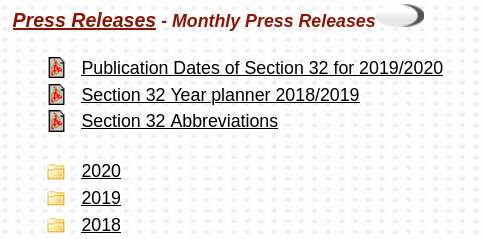 Press Releases - Monthly Press Releases
Publication Dates of Section 32 for 2019/2020
Section 32 Year planner 2018/2019
Section 32 Abbreviations
2020
2019
2018